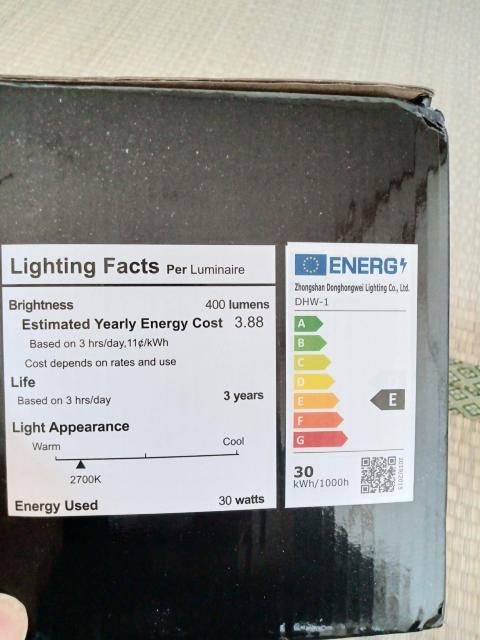 Lighting Facts Per Luminaire
Brightness 400 lumens
Estimated Yearly Energy Cost 3.88
Based on 3 hrs/day,11¢/kWh
Cost depends on rates and use
Life
Based on 3 hrs/day 3 years
Light Appearance
Warm Cool
2700K
Energy Used 30 watts
ENERG
Zhongshan Donghongwei Lighting Co., Ltd.
DHW-1
A
B
C
D
E
F
G
E
30
kWh/1000h
2019/2015